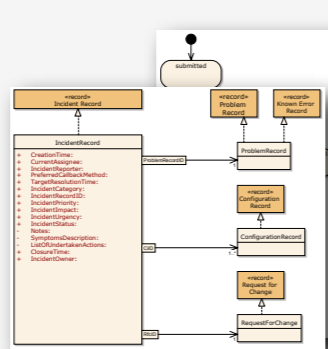 submitted
«record»
Incident Record
«record»
Problem
Record
«record»
Known Error
Record
IncidentRecord
+ CreationTime:
+ CurrentAssignee:
+ IncidentReporter:
+ PreferredCallbackMethod:
+ TargetResolutionTime:
+ IncidentCategory:
+ IncidentRecordID:
+ IncidentPriority:
+ IncidentImpact:
+ IncidentUrgency:
+ IncidentStatus:
- Notes:
- SymptomsDescription:
- ListOfUndertakenActions:
+ ClosureTime:
+ IncidentOwner:
ProblemRecordID
ProblemRecord
«record»
Configuration
Record
CIID
ConfigurationRecord
1..*
«record»
Request for
Change
RfcID
RequestForChange